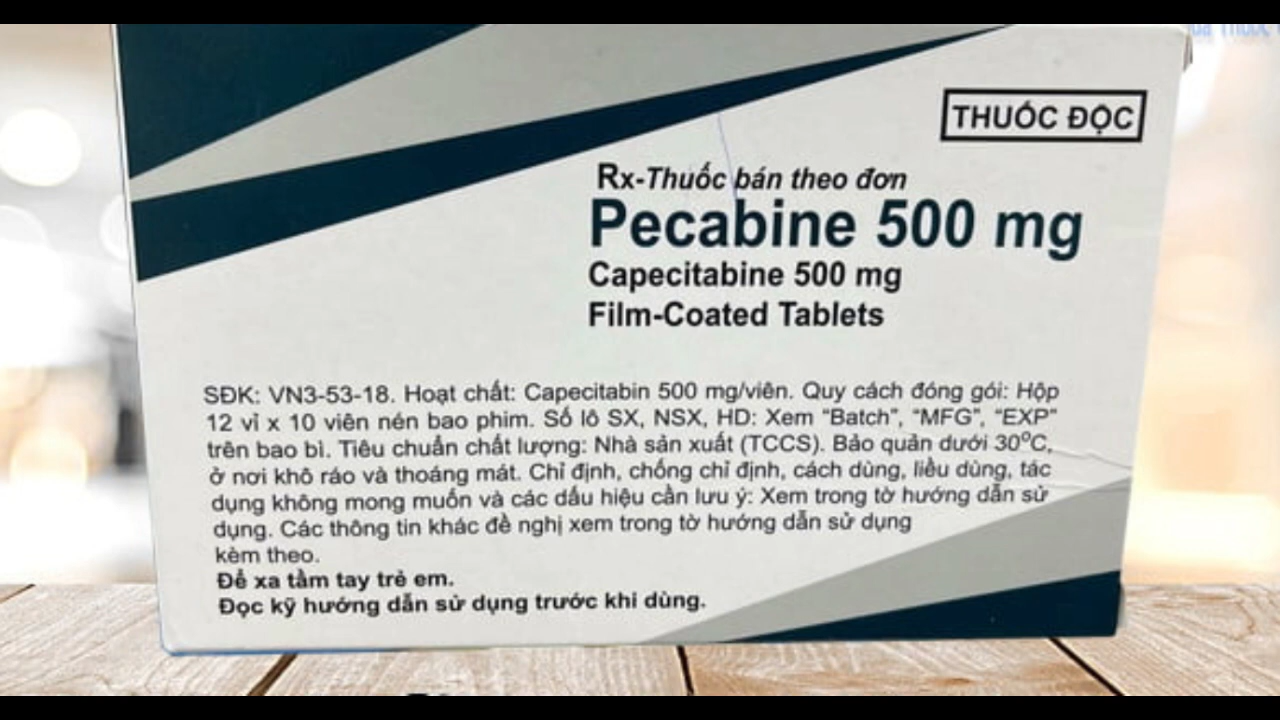 THUỐC ĐỘC
Rx-Thuốc bán theo đơn
Pecabine 500 mg
Capecitabine 500 mg
Film-Coated Tablets
SĐK: VN3-53-18. Hoạt chất: Capecitabin 500 mg/viên. Quy cách đóng gói: Hộp
12 vỉ x 10 viên nén bao phim. Số lô SX, NSX, HD: Xem “Batch”, “MFG”, “EXP”
trên bao bì. Tiêu chuẩn chất lượng: Nhà sản xuất (TCCS). Bảo quản dưới 30⁰C,
ở nơi khô ráo và thoáng mát. Chỉ định, chống chỉ định, cách dùng, liều dùng, tác
dụng không mong muốn và các dấu hiệu cần lưu ý: Xem trong tờ hướng dẫn sử
dụng. Các thông tin khác đề nghị xem trong tờ hướng dẫn sử dụng
kèm theo.
Để xa tầm tay trẻ em.
Đọc kỹ hướng dẫn sử dụng trước khi dùng.